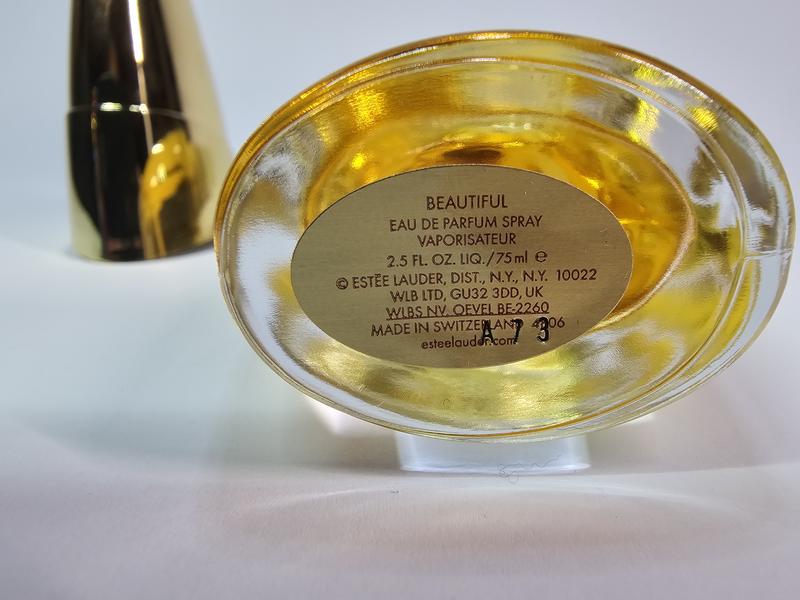 BEAUTIFUL
EAU DE PARFUM SPRAY
VAPORISATEUR
2.5 FL. OZ. LIQ./75 ml ℮
© ESTĒE LAUDER, DIST., N.Y., N.Y. 10022
WLB LTD, GU32 3DD, UK
WLBS NV. OEVEL BE-2260
MADE IN SWITZERLAND
A73
esteelauder.com